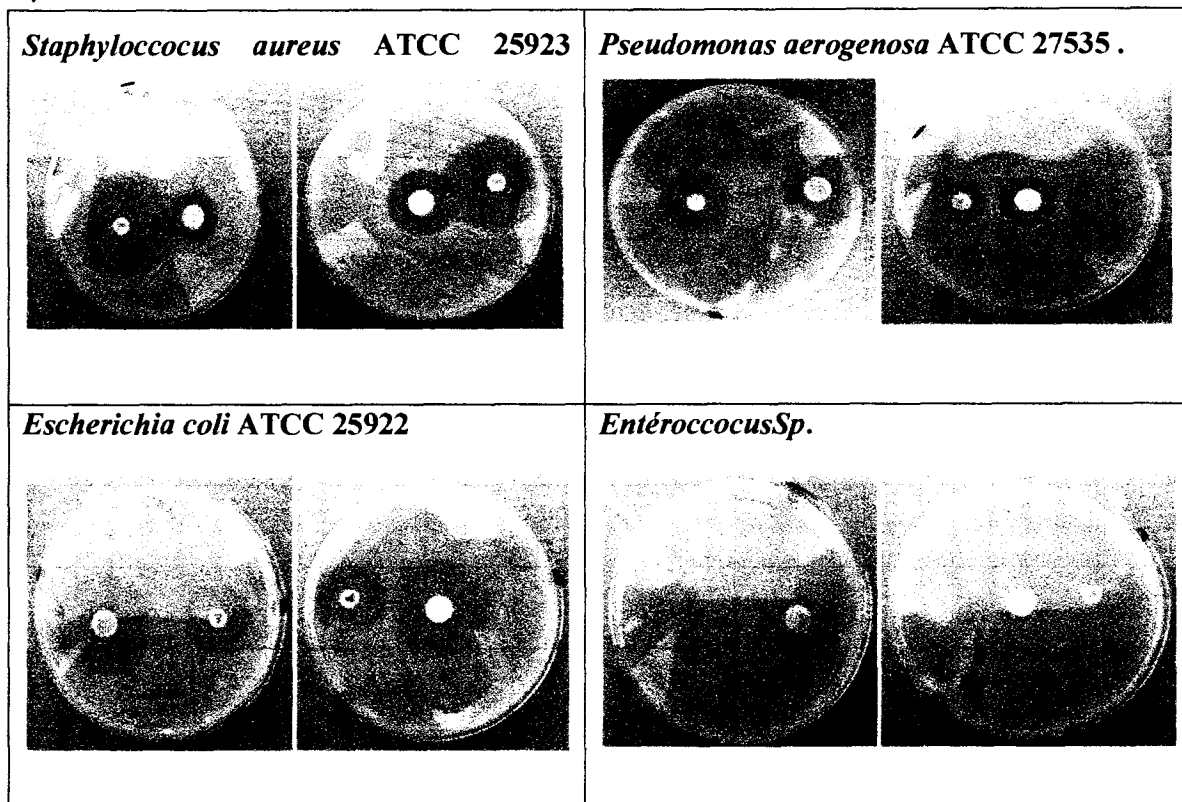 Staphyloccocus aureus ATCC 25923
Pseudomonas aerogenosa ATCC 27535 .
Escherichia coli ATCC 25922
EntéroccocusSp.